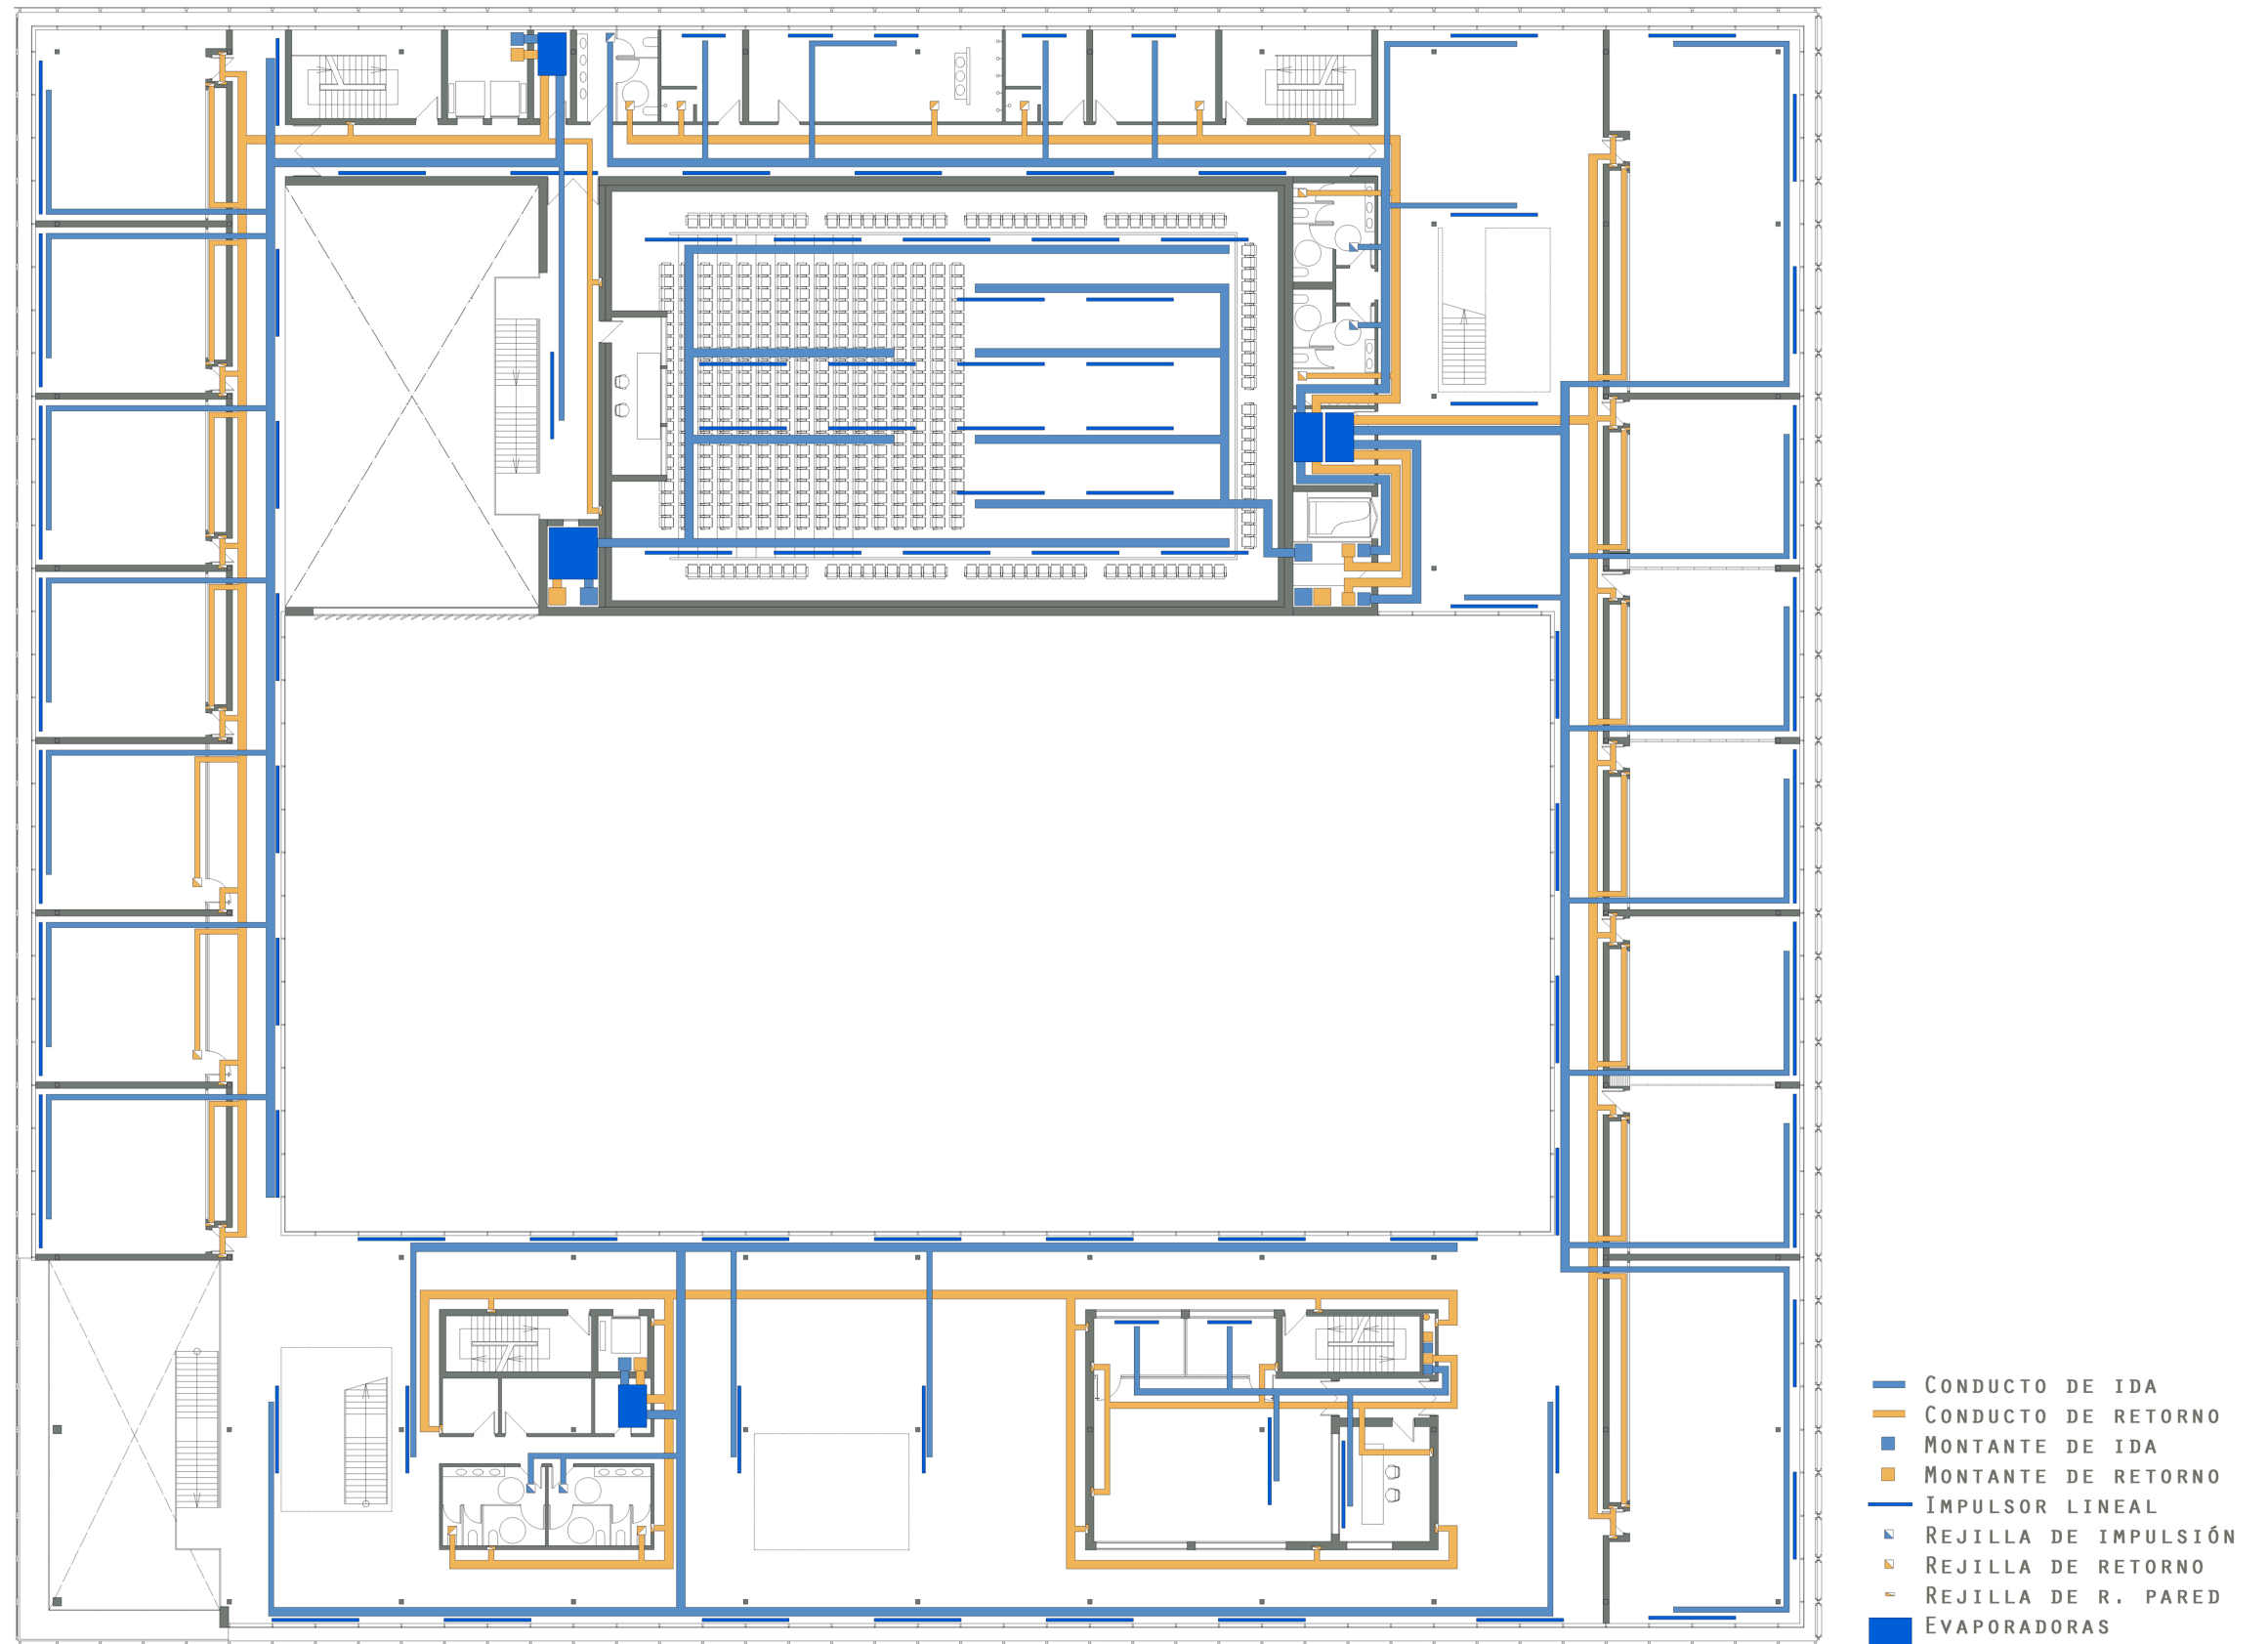 CONDUCTO DE IDA
CONDUCTO DE RETORNO
MONTANTE DE IDA
MONTANTE DE RETORNO
IMPULSOR LINEAL
REJILLA DE IMPULSIÓN
REJILLA DE RETORNO
REJILLA DE R. PARED
EVAPORADORAS